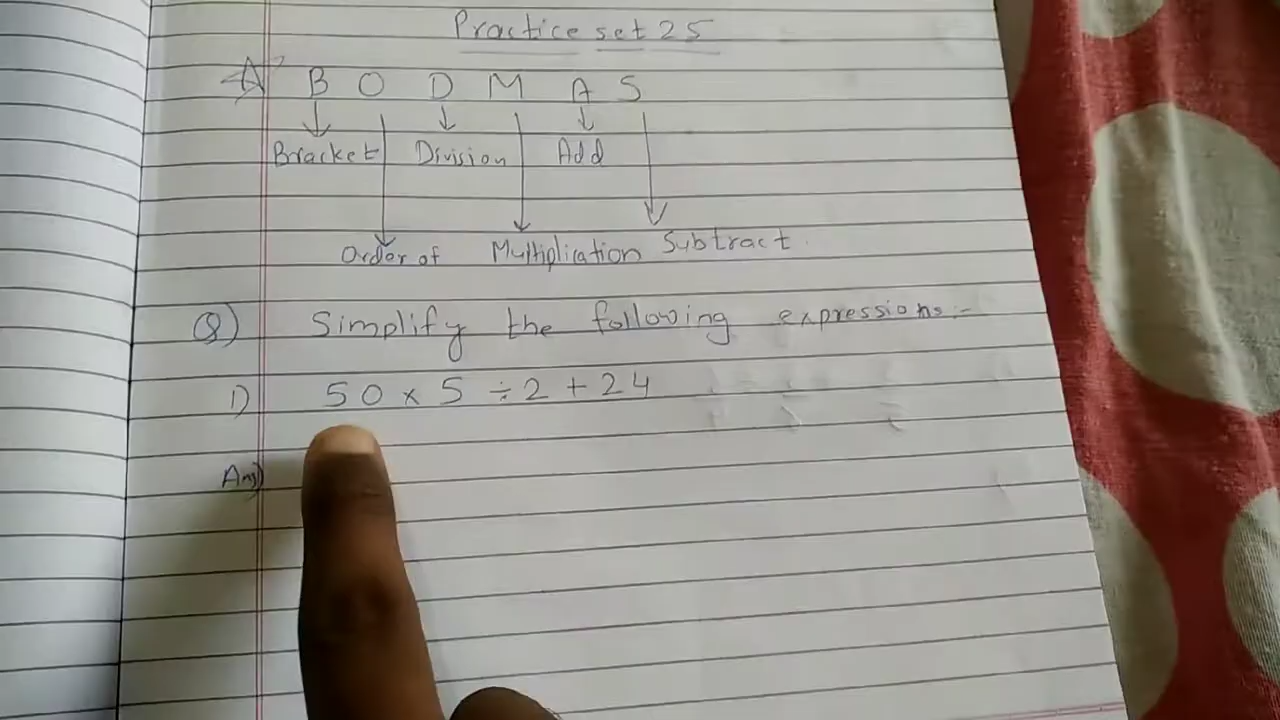 Practice set 25
A B O D M A S
Bracket Division Add
Order of Multiplication Subtract
Q) Simplify the following expressions:-
1) 50 × 5 ÷ 2 + 24
Ans)